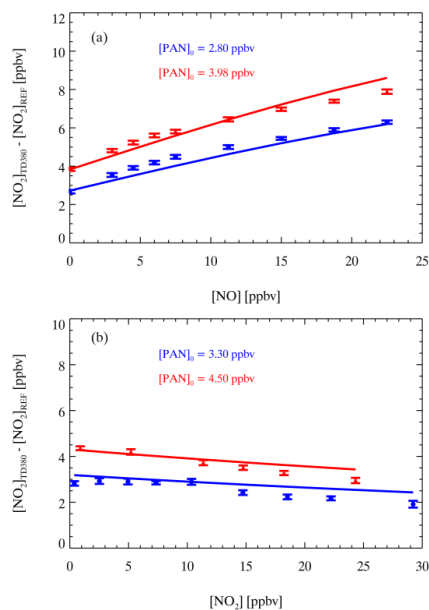 12
10
8
6
4
2
0
(a)
[PAN]₀ = 2.80 ppbv
[PAN]₀ = 3.98 ppbv
[NO₂]TD380 - [NO₂]REF [ppbv]
0 5 10 15 20 25
[NO] [ppbv]
10
8
6
4
2
0
(b)
[PAN]₀ = 3.30 ppbv
[PAN]₀ = 4.50 ppbv
[NO₂]TD380 - [NO₂]REF [ppbv]
0 5 10 15 20 25 30
[NO₂] [ppbv]